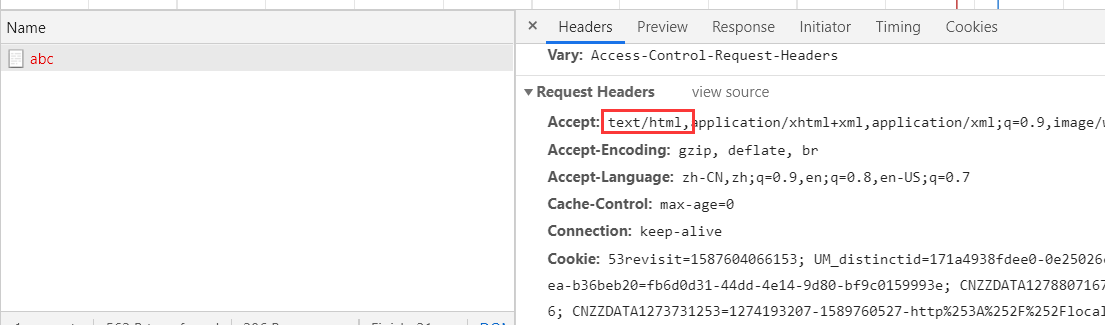 Name
abc
× Headers Preview Response Initiator Timing Cookies
Vary: Access-Control-Request-Headers
Request Headers view source
Accept: text/html,application/xhtml+xml,application/xml;q=0.9,image/
Accept-Encoding: gzip, deflate, br
Accept-Language: zh-CN,zh;q=0.9,en;q=0.8,en-US;q=0.7
Cache-Control: max-age=0
Connection: keep-alive
Cookie: 53revisit=1587604066153; UM_distinctid=171a4938fdee0-0e25026
ea-b36beb20=fb6d0d31-44dd-4e14-9d80-bf9c0159993e; CNZZDATA127880716
6; CNZZDATA1273731253=1274193207-1589760527-http%253A%252F%252Flocal